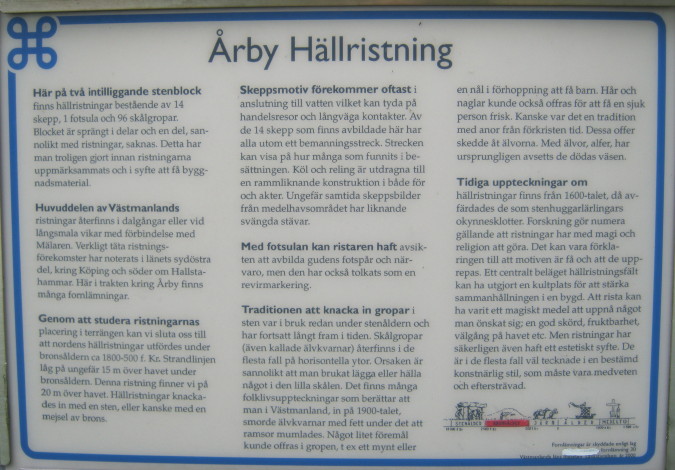 Årby Hällristning
Här på två intilliggande stenblock
finns hällristningar bestående av 14
skepp, 1 fotsula och 96 skålgropar.
Blocket är sprängt i delar och en del, san-
nolikt med ristningar, saknas. Detta har
man troligen gjort innan ristningarna
uppmärksammats och i syfte att få bygg-
nadsmaterial.
Huvuddelen av Västmanlands
ristningar återfinns i dalgångar eller vid
långsmala vikar med förbindelse med
Mälaren. Verkligt täta ristnings-
förekomster har noterats i länets sydöstra
del, kring Köping och söder om Hallsta-
hammar. Här i trakten kring Årby finns
många fornlämningar.
Genom att studera ristningarnas
placering i terrängen kan vi sluta oss till
att nordens hällristningar utfördes under
bronsåldern ca 1800-500 f. Kr. Strandlinjen
låg på ungefär 15 m över havet under
bronsåldern. Denna ristning finner vi på
20 m över havet. Hällristningar knacka-
des in med en sten, eller kanske med en
mejsel av brons.
Skeppsmotiv förekommer oftast i
anslutning till vatten vilket kan tyda på
handelsresor och långväga kontakter. Av
de 14 skepp som finns avbildade här har
alla utom ett bemanningsstreck. Strecken
kan visa på hur många som funnits i be-
sättningen. Köl och reling är utdragna till
en rammliknande konstruktion i både för
och akter. Ungefär samtida skeppsbilder
från medelhavsområdet har liknande
svängda stävar.
Med fotsulan kan ristaren haft avsik-
ten att avbilda gudens fotspår och när-
varo, men den har också tolkats som en
revirmarkering.
Traditionen att knacka in gropar i
sten var i bruk redan under stenåldern och
har fortsatt långt fram i tiden. Skålgropar
(även kallade älvkvarnar) återfinns i de
flesta fall på horisontella ytor. Orsaken är
sannolikt att man brukat lägga eller hälla
något i den lilla skålen. Det finns många
folklivsuppteckningar som berättar att
man i Västmanland, in på 1900-talet,
smorde älvkvarnar med fett under det att
ramsor mumlades. Något litet föremål
kunde offras i gropen, t ex ett mynt eller
en nål i förhoppning att få barn. Hår och
naglar kunde också offras för att få en sjuk
person frisk. Kanske var det en tradition
med anor från förkristen tid. Dessa offer
skedde åt älvorna. Med älvor, alfer, har
ursprungligen avsetts de dödas väsen.
Tidiga uppteckningar om
hällristningar finns från 1600-talet, då av-
färdades de som stenhuggarlärlingars
okynnesklotter. Forskning gör numera
gällande att ristningar har med magi och
religion att göra. Det kan vara förkla-
ringen till att motiven är få och att de upp-
repas. Ett centralt beläget hällristningsfält
kan ha utgjort en kultplats för att stärka
sammanhållningen i en bygd. Att rista kan
ha varit ett magiskt medel att uppnå något
man önskat sig; en god skörd, fruktbarhet,
välgång på havet etc. Men ristningar har
säkerligen även haft ett estetiskt syfte. De
är i de flesta fall väl tecknade i en bestämd
konstnärlig stil, som måste vara medveten
och eftersträvad.
STENÅLDER BRONSÅLDER JÄRNÅLDER MEDELTID
Fornlämningen är skyddade enligt lag